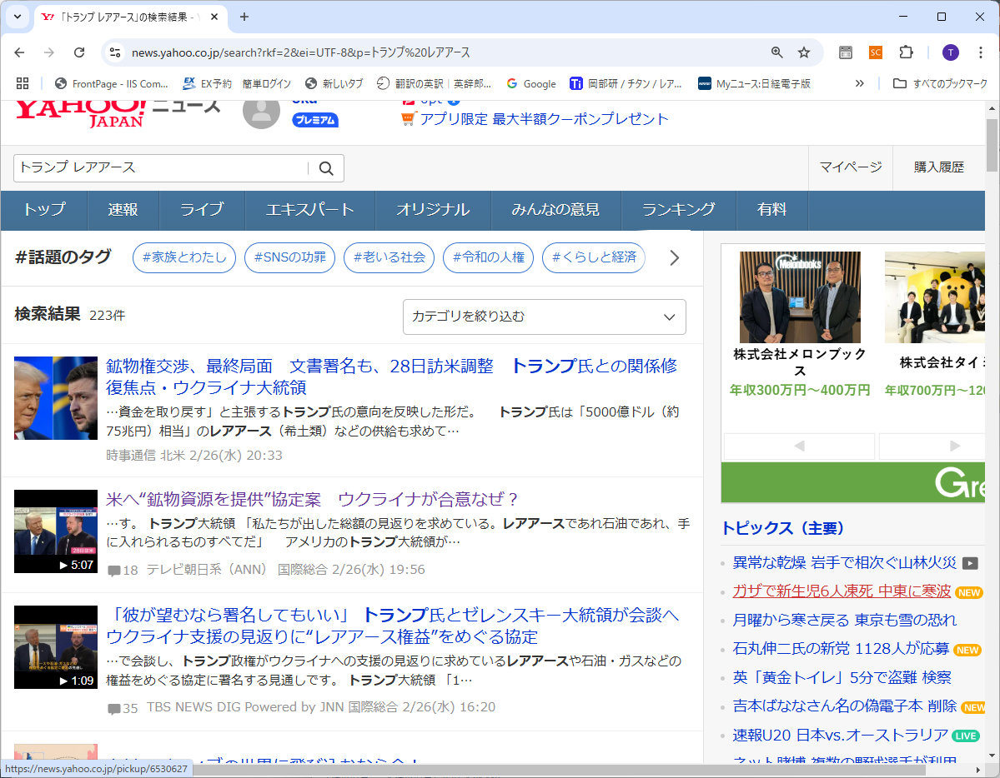 「トランプ レアアース」の検索結果 -
news.yahoo.co.jp/search?rkf=2&ei=UTF-8&p=トランプ%20レアアース
SC
T
FrontPage - IIS Com...
EX予約 簡単ログイン
新しいタブ
翻訳の英訳｜英辞郎...
Google
岡部研 / チタン / レア...
Myニュース:日経電子版
すべてのブックマーク
YAHOO! ニュース
JAPAN
プレミアム
アプリ限定 最大半額クーポンプレゼント
トランプ レアアース
マイページ
購入履歴
トップ
速報
ライブ
エキスパート
オリジナル
みんなの意見
ランキング
有料
#話題のタグ
#家族とわたし
#SNSの功罪
#老いる社会
#令和の人権
#くらしと経済
検索結果 223件
カテゴリを絞り込む
鉱物権交渉、最終局面　文書署名も、28日訪米調整　トランプ氏との関係修
復焦点・ウクライナ大統領
…資金を取り戻す」と主張するトランプ氏の意向を反映した形だ。　トランプ氏は「5000億ドル（約
75兆円）相当」のレアアース（希土類）などの供給も求めて…
時事通信 北米 2/26(水) 20:33
米へ“鉱物資源を提供”協定案　ウクライナが合意なぜ？
…す。 トランプ大統領 「私たちが出した総額の見返りを求めている。レアアースであれ石油であれ、手
に入れられるものすべてだ」　アメリカのトランプ大統領が…
5:07
18 テレビ朝日系（ANN） 国際総合 2/26(水) 19:56
「彼が望むなら署名してもいい」 トランプ氏とゼレンスキー大統領が会談へ
ウクライナ支援の見返りに“レアアース権益”をめぐる協定
…で会談し、トランプ政権がウクライナへの支援の見返りに求めているレアアースや石油・ガスなどの
権益をめぐる協定に署名する見通しです。 トランプ大統領 「1…
1:09
35 TBS NEWS DIG Powered by JNN 国際総合 2/26(水) 16:20
Melonbooks
株式会社メロンブック
ス
年収300万円～400万円
株式会社タイミ
年収700万円～120
Gre
トピックス（主要）
異常な乾燥 岩手で相次ぐ山林火災
ガザで新生児6人凍死 中東に寒波 NEW
月曜から寒さ戻る 東京も雪の恐れ
石丸伸二氏の新党 1128人が応募 NEW
英「黄金トイレ」5分で盗難 検察
吉本ばななさん名の偽電子本 削除 NEW
速報U20 日本vs.オーストラリア LIVE
ネット賭博 複数の野球選手が利用
https://news.yahoo.co.jp/pickup/6530627